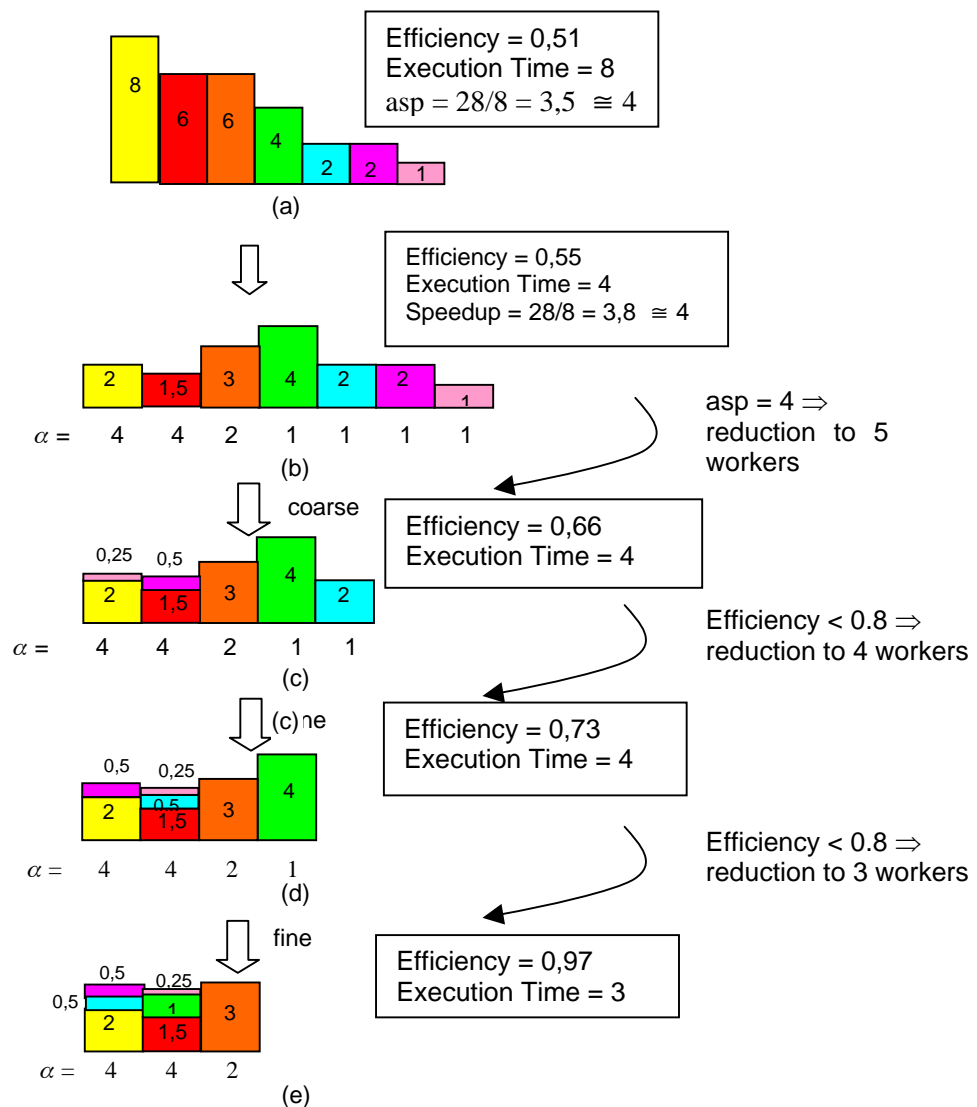 Efficiency = 0,51
Execution Time = 8
asp = 28/8 = 3,5 ≅ 4
8
6
6
4
2
2
1
(a)
Efficiency = 0,55
Execution Time = 4
Speedup = 28/8 = 3,8 ≅ 4
2
1,5
3
4
2
2
1
α = 4 4 2 1 1 1 1
(b)
asp = 4 ⇒
reduction to 5
workers
coarse
Efficiency = 0,66
Execution Time = 4
0,25
0,5
2
1,5
3
4
2
α = 4 4 2 1 1
(c)
Efficiency < 0.8 ⇒
reduction to 4 workers
(c) ne
Efficiency = 0,73
Execution Time = 4
0,5
0,25
2
0,5
1,5
3
4
α = 4 4 2 1
(d)
Efficiency < 0.8 ⇒
reduction to 3 workers
fine
Efficiency = 0,97
Execution Time = 3
0,5
0,25
0,5
2
1
1,5
3
α = 4 4 2
(e)